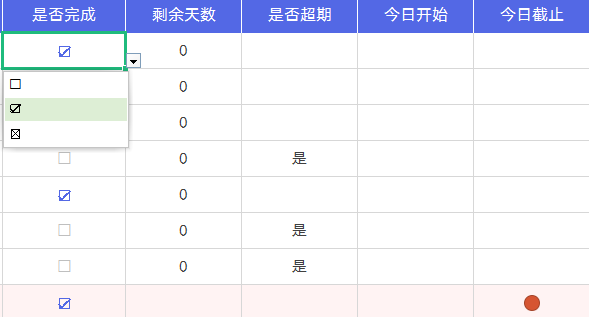 是否完成 剩余天数 是否超期 今日开始 今日截止
☑ 0
☐ 0
☑ 0
☒
☐ 0 是
☑ 0
☐ 0 是
☐ 0 是
☑